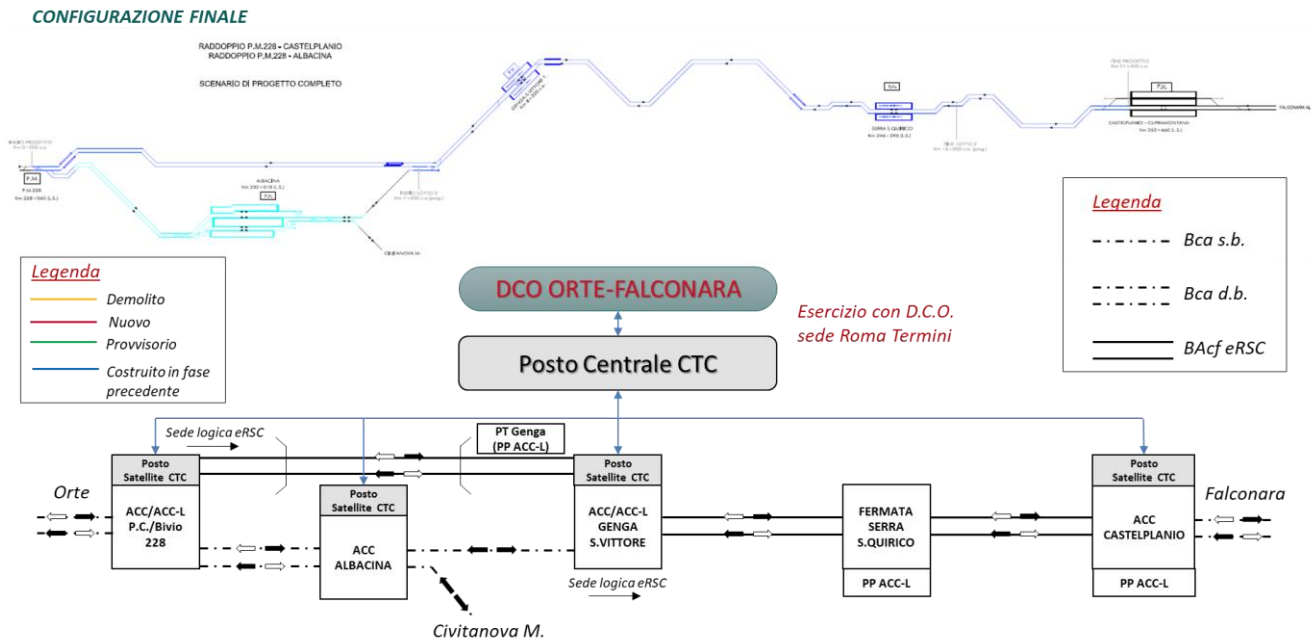 CONFIGURAZIONE FINALE
RADDOPPIO P.M.228 - CASTELPLANIO
RADDOPPIO P.M.228 - ALBACINA
SCENARIO DI PROGETTO COMPLETO
P.M.
P.M.228
ALBACINA
SERRA S.QUIRICO
CASTELPLANIO - CUPRAMONTANA
CIVITANOVA M.
Legenda
Demolito
Nuovo
Provvisorio
Costruito in fase
precedente
DCO ORTE-FALCONARA
Posto Centrale CTC
Esercizio con D.C.O.
sede Roma Termini
Legenda
Bca s.b.
Bca d.b.
BAcf eRSC
Sede logica eRSC
PT Genga
(PP ACC-L)
Orte
Posto
Satellite CTC
ACC/ACC-L
P.C./Bivio
228
Posto
Satellite CTC
ACC
ALBACINA
Posto
Satellite CTC
ACC/ACC-L
GENGA
S.VITTORE
Sede logica eRSC
FERMATA
SERRA
S.QUIRICO
PP ACC-L
Posto
Satellite CTC
ACC
CASTELPLANIO
PP ACC-L
Falconara
Civitanova M.